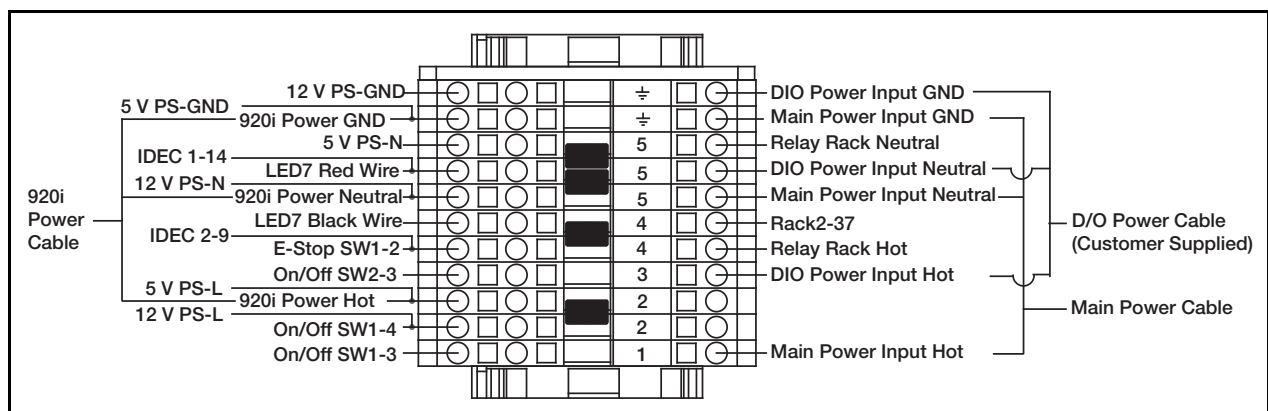 12 V PS-GND
DIO Power Input GND
5 V PS-GND
920i Power GND
Main Power Input GND
5 V PS-N
5
Relay Rack Neutral
IDEC 1-14
LED7 Red Wire
5
DIO Power Input Neutral
12 V PS-N
920i Power Neutral
5
Main Power Input Neutral
920i
Power
Cable
LED7 Black Wire
4
Rack2-37
D/O Power Cable
(Customer Supplied)
IDEC 2-9
E-Stop SW1-2
4
Relay Rack Hot
On/Off SW2-3
3
DIO Power Input Hot
5 V PS-L
920i Power Hot
2
Main Power Cable
12 V PS-L
On/Off SW1-4
2
On/Off SW1-3
1
Main Power Input Hot